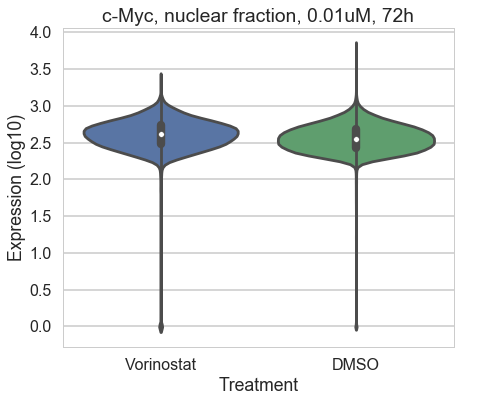 c-Myc, nuclear fraction, 0.01uM, 72h
4.0
3.5
3.0
2.5
2.0
1.5
1.0
0.5
0.0
Expression (log10)
Vorinostat
DMSO
Treatment